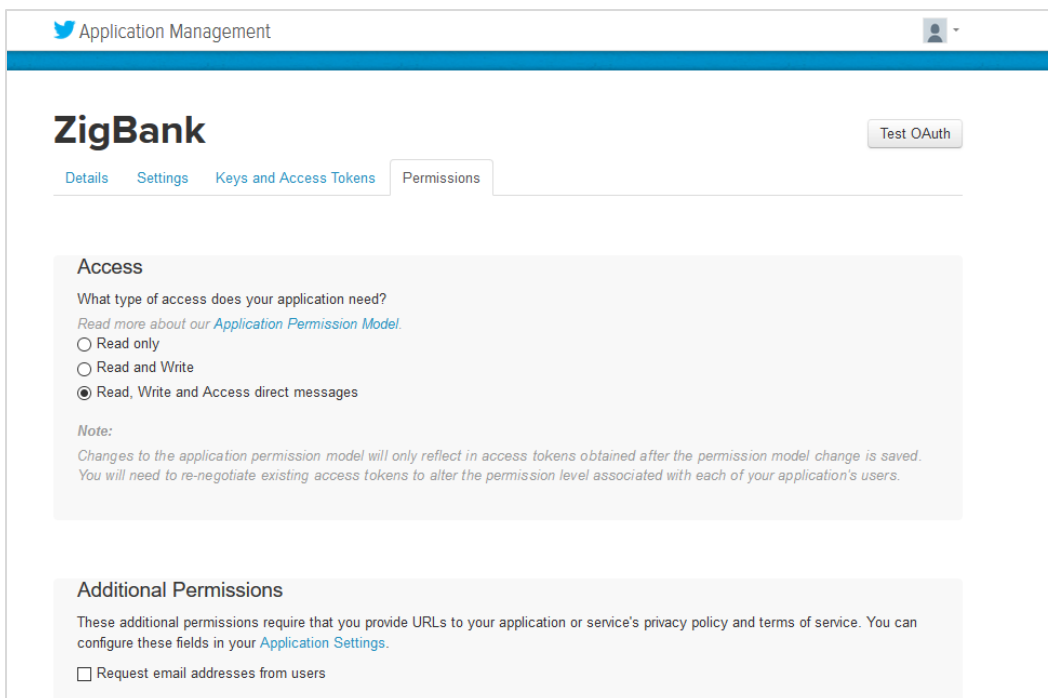 Application Management
ZigBank
Test OAuth
Details Settings Keys and Access Tokens Permissions
Access
What type of access does your application need?
Read more about our Application Permission Model.
Read only
Read and Write
Read, Write and Access direct messages
Note:
Changes to the application permission model will only reflect in access tokens obtained after the permission model change is saved.
You will need to re-negotiate existing access tokens to alter the permission level associated with each of your application's users.
Additional Permissions
These additional permissions require that you provide URLs to your application or service's privacy policy and terms of service. You can
configure these fields in your Application Settings.
Request email addresses from users